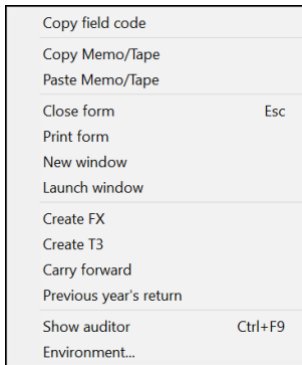 Copy field code
Copy Memo/Tape
Paste Memo/Tape
Close form Esc
Print form
New window
Launch window
Create FX
Create T3
Carry forward
Previous year's return
Show auditor Ctrl+F9
Environment...